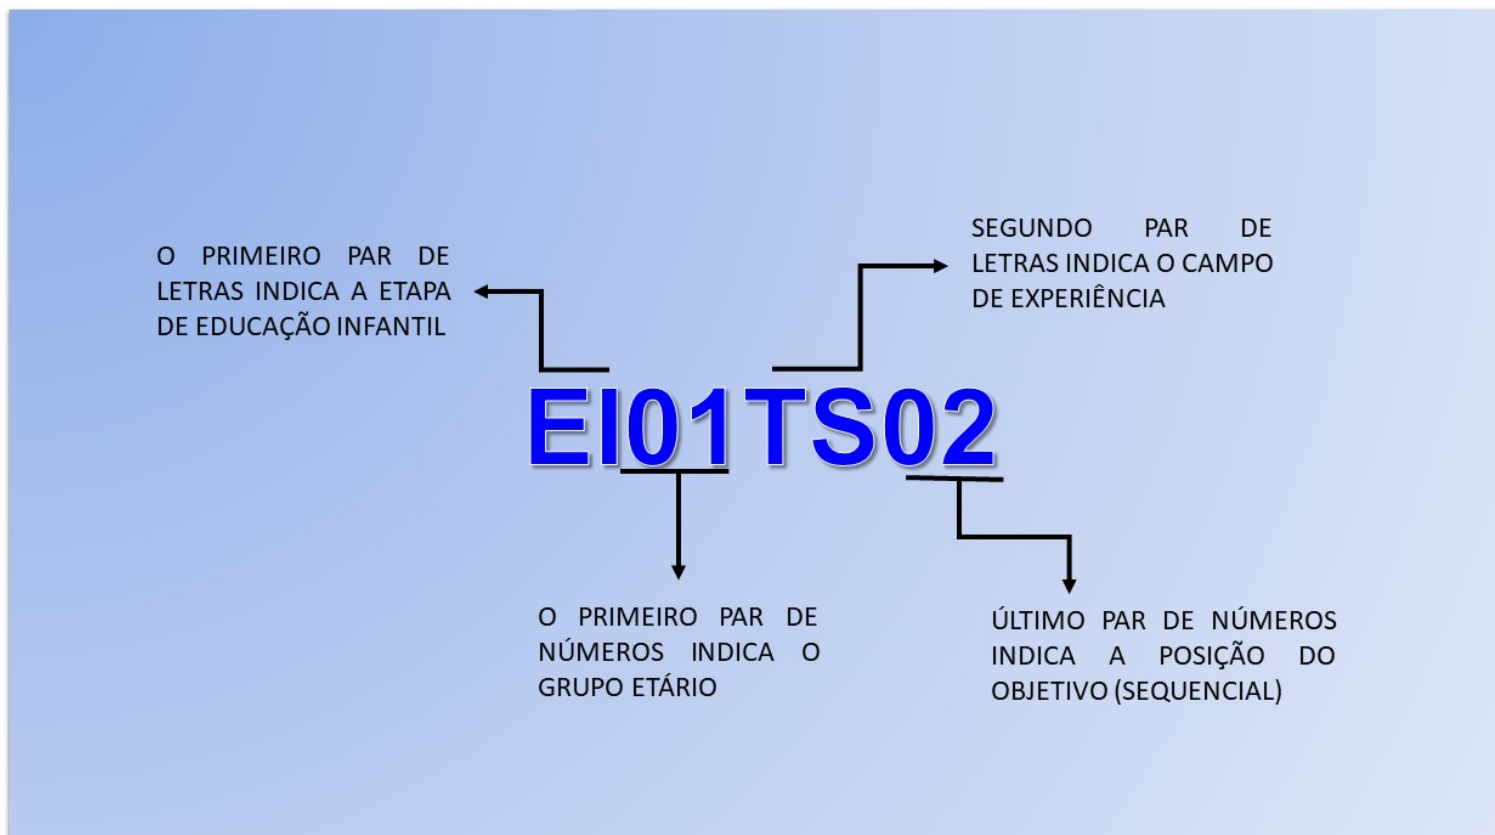 O PRIMEIRO PAR DE
LETRAS INDICA A ETAPA
DE EDUCAÇÃO INFANTIL
SEGUNDO PAR DE
LETRAS INDICA O CAMPO
DE EXPERIÊNCIA
EI01TS02
O PRIMEIRO PAR DE
NÚMEROS INDICA O
GRUPO ETÁRIO
ÚLTIMO PAR DE NÚMEROS
INDICA A POSIÇÃO DO
OBJETIVO (SEQUENCIAL)